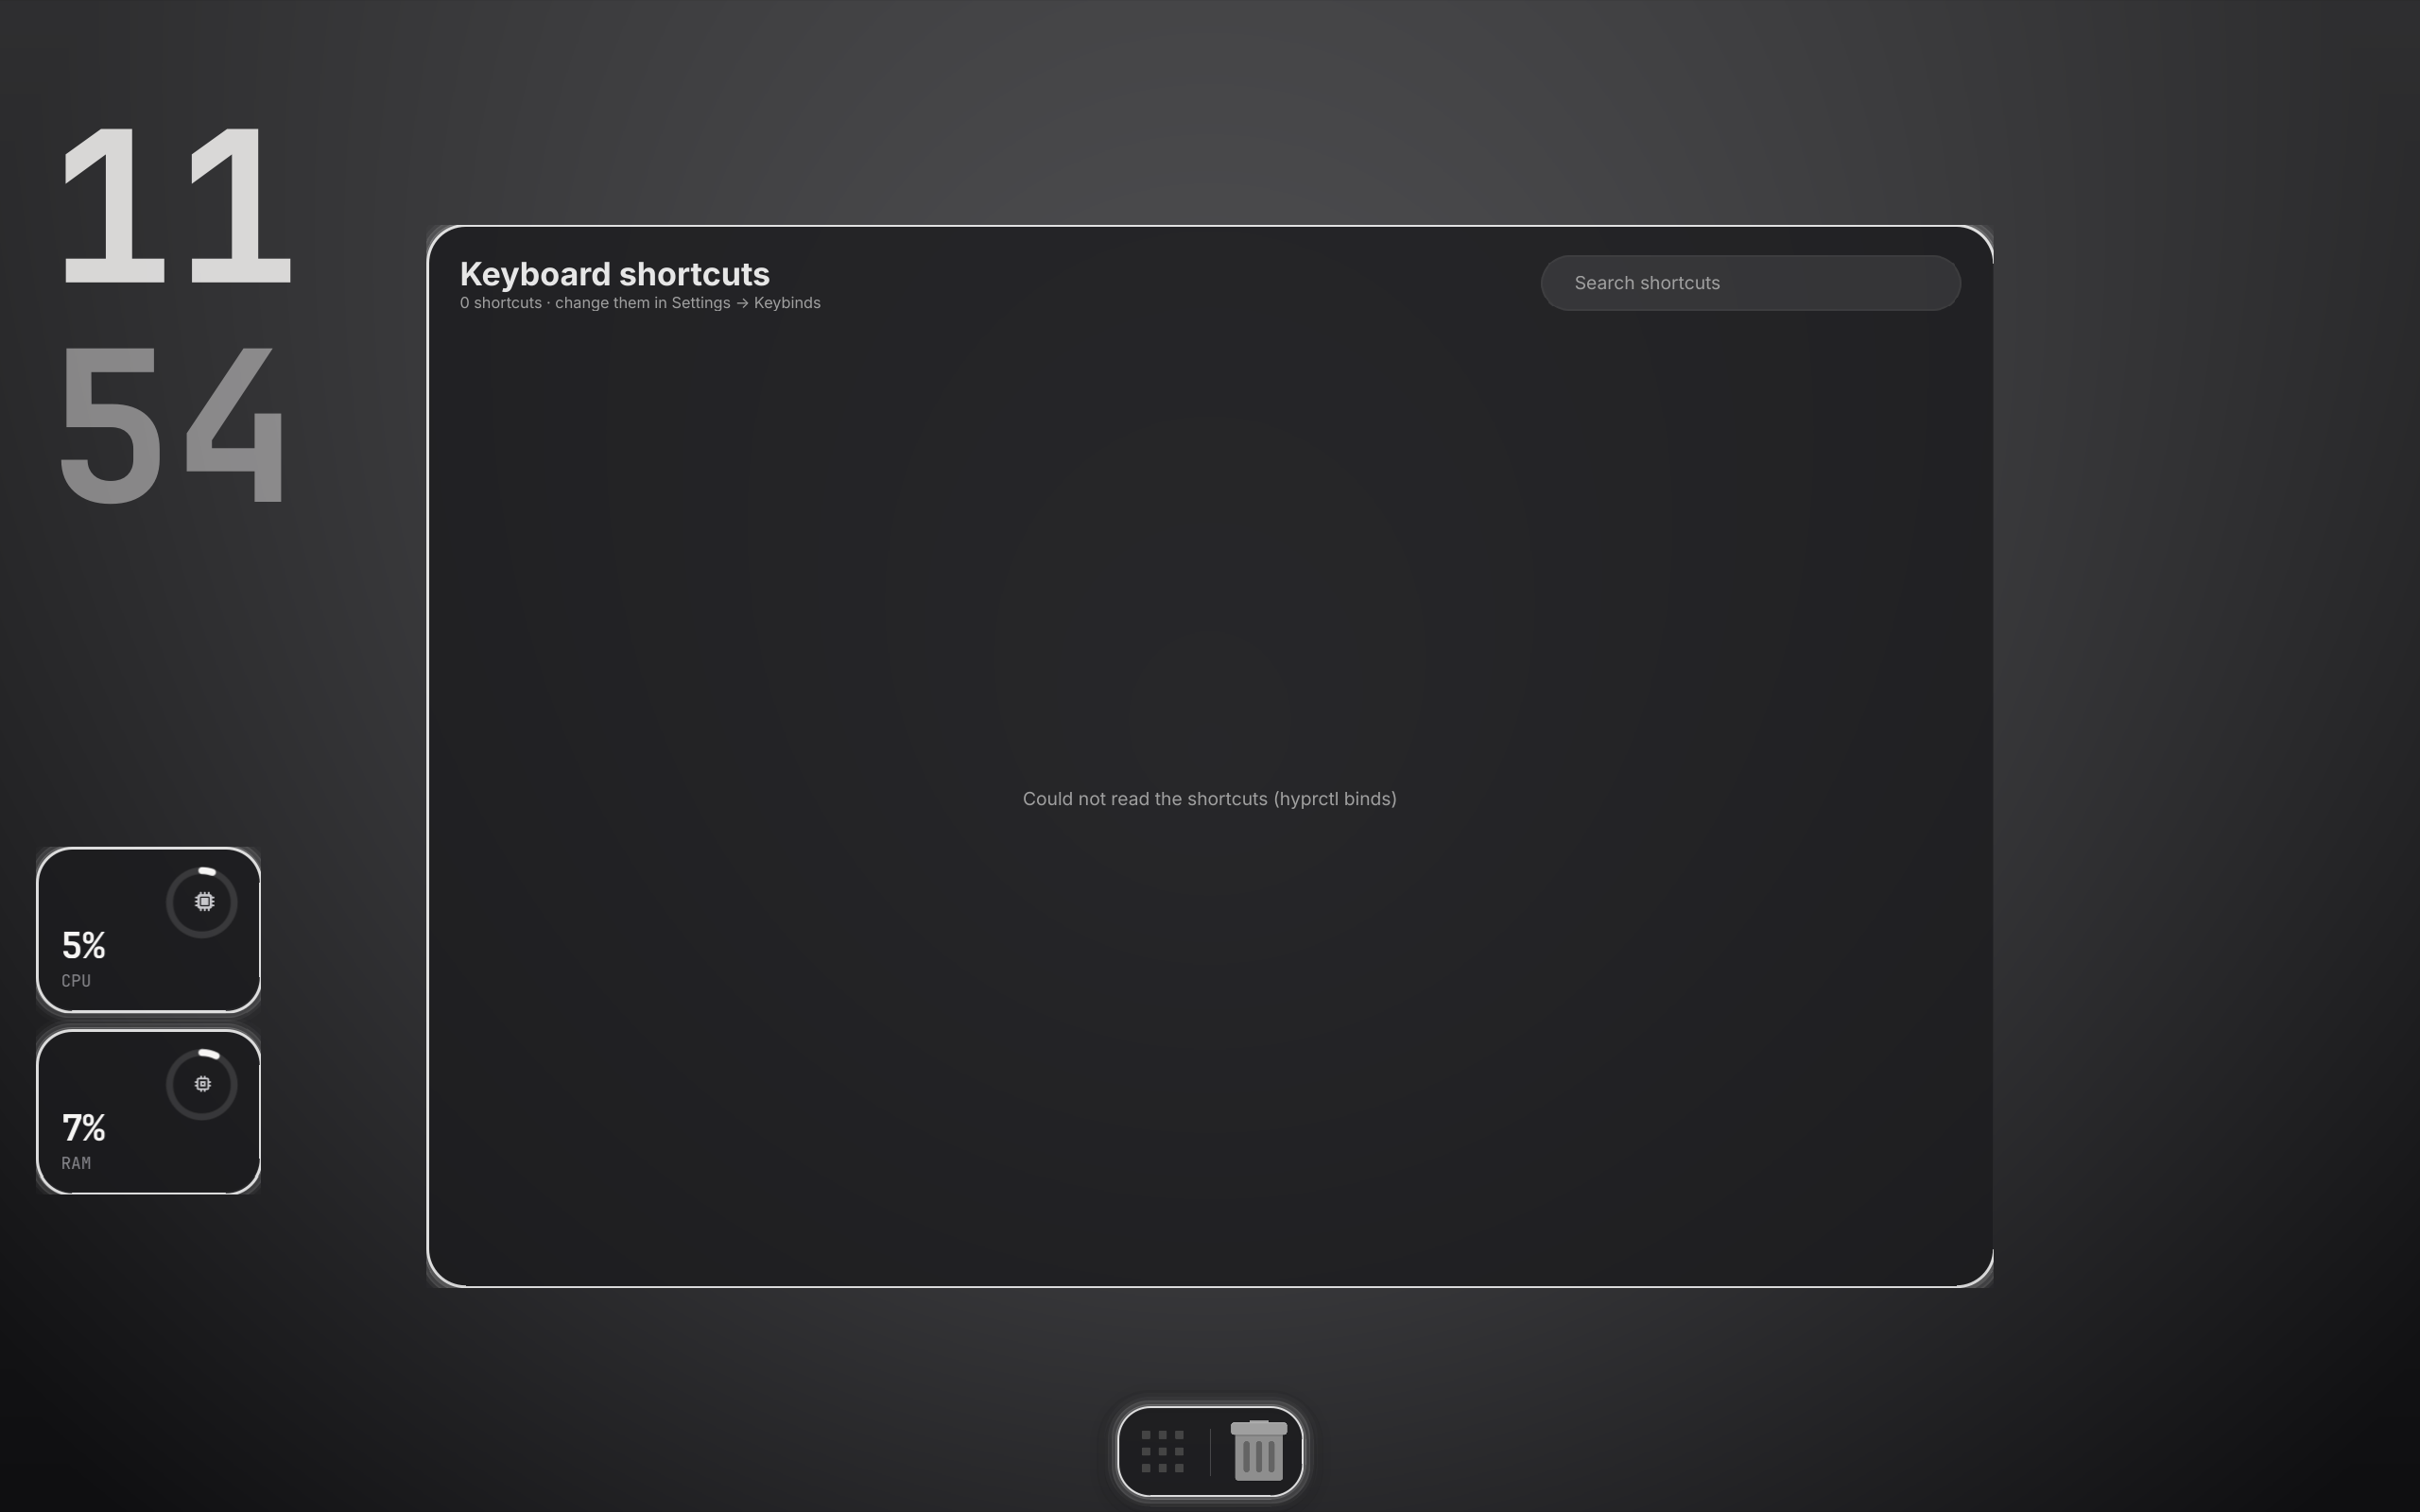 11
54
Keyboard shortcuts
0 shortcuts · change them in Settings → Keybinds
Search shortcuts
Could not read the shortcuts (hyprctl binds)
5%
CPU
7%
RAM